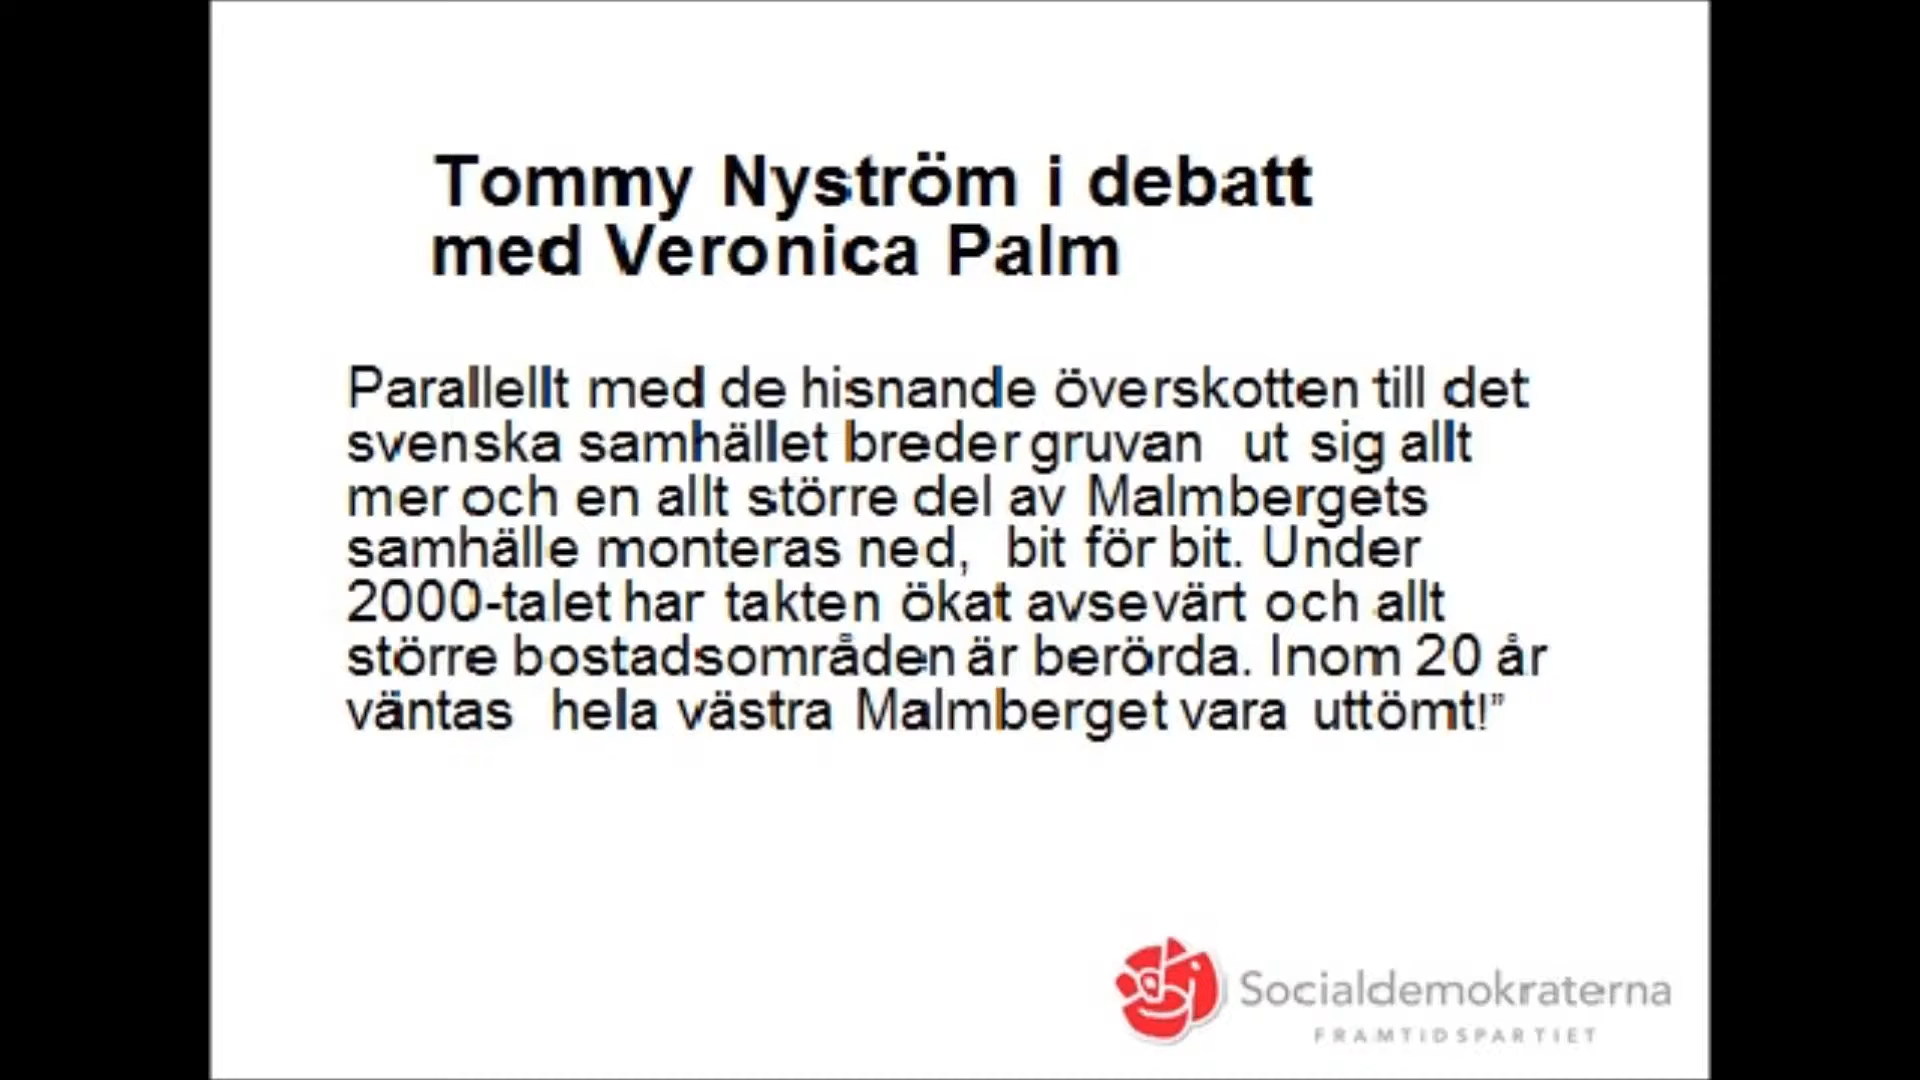 Tommy Nyström i debatt
med Veronica Palm
Parallellt med de hisnande överskotten till det
svenska samhället breder gruvan ut sig allt
mer och en allt större del av Malmbergets
samhälle monteras ned, bit för bit. Under
2000-talet har takten ökat avsevärt och allt
större bostadsområden är berörda. Inom 20 år
väntas hela västra Malmberget vara uttömt!”
Socialdemokraterna
FRAMTIDSPARTIET